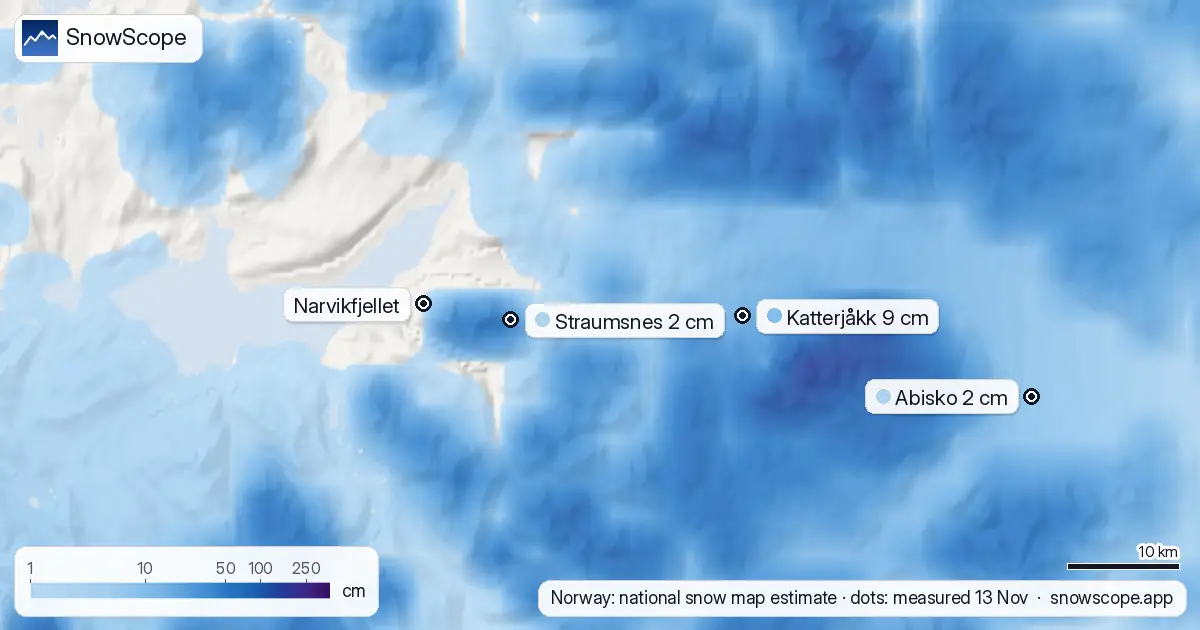 SnowScope
Narvikfjellet
Straumsnes 2 cm
Katterjåkk 9 cm
Abisko 2 cm
1 10 50 100 250
cm
10 km
Norway: national snow map estimate · dots: measured 13 Nov · snowscope.app